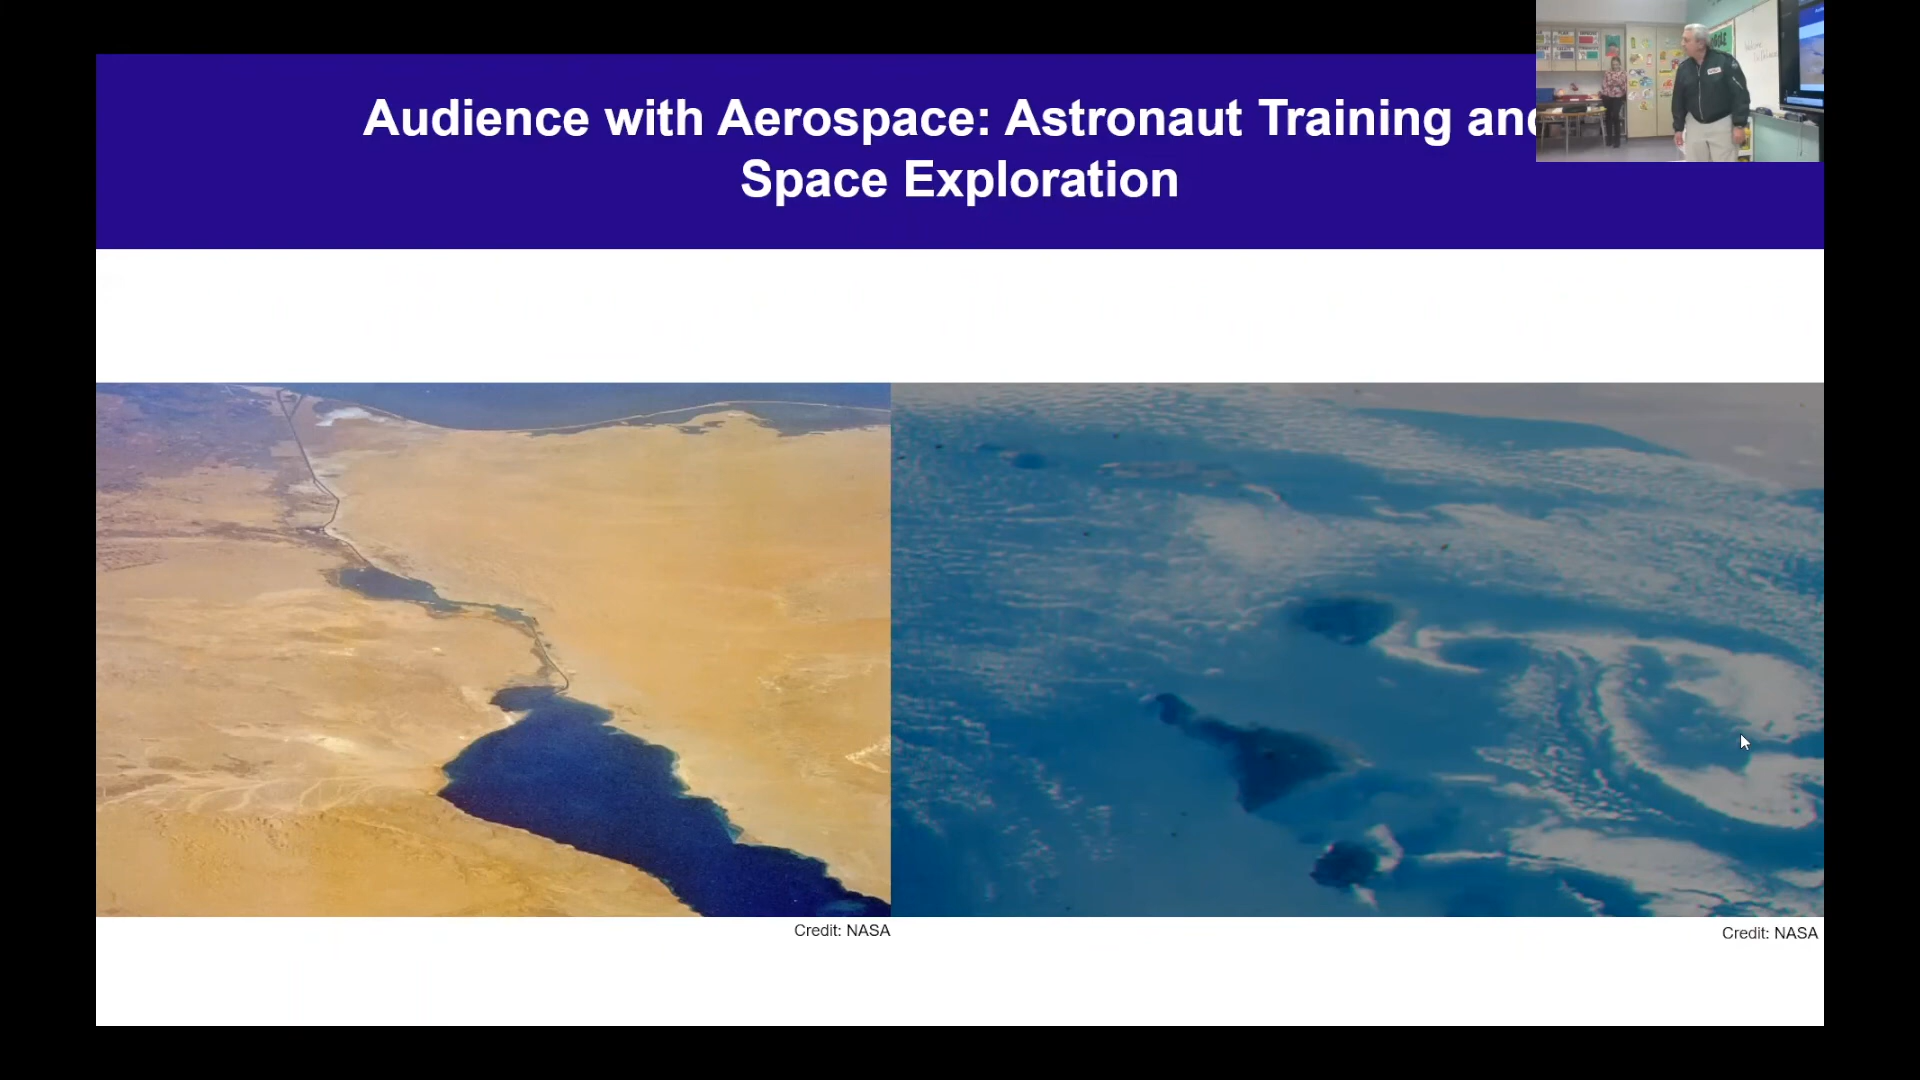 Audience with Aerospace: Astronaut Training and
Space Exploration
Credit: NASA
Credit: NASA